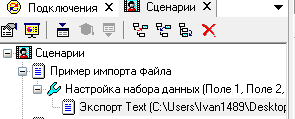 Подключения Сценарии
Сценарии
Пример импорта Файла
Настройка набора данных (Поле 1, Поле 2,
Экспорт Text (C:\Users\Ivan1489\Desktop